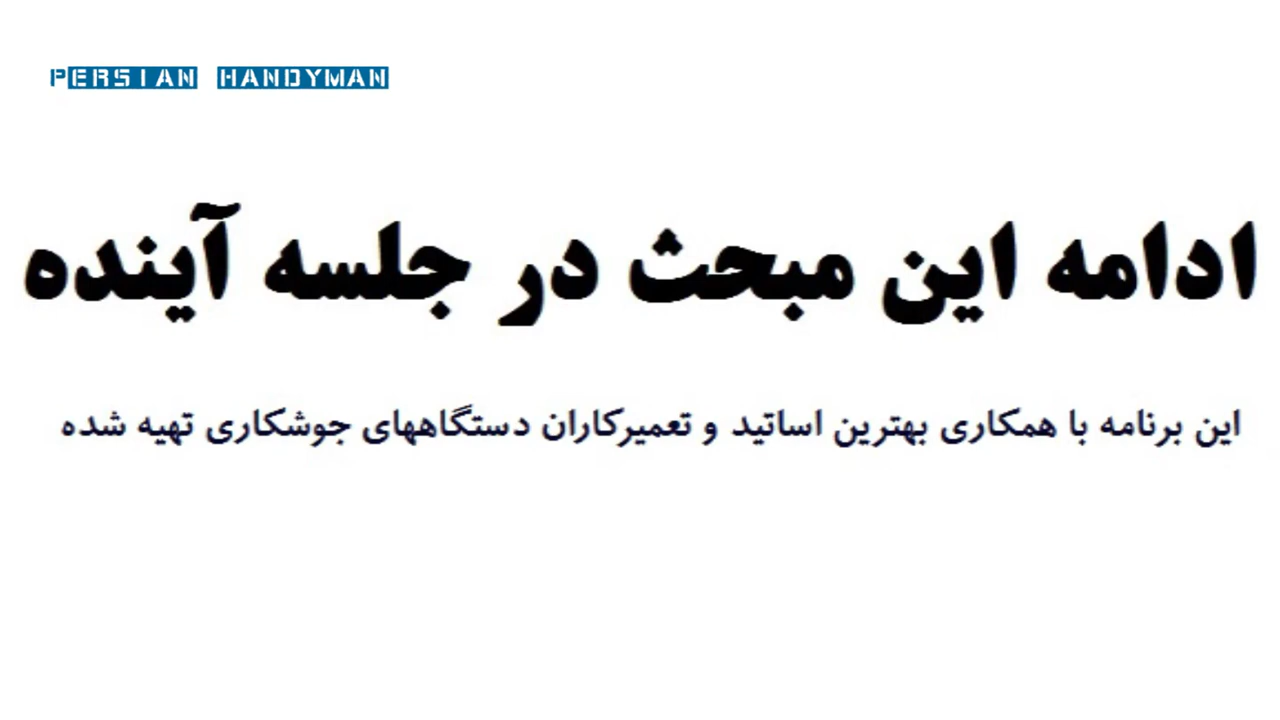 PERSIAN HANDYMAN
ادامه این مبحث در جلسه آینده
این برنامه با همکاری بهترین اساتید و تعمیرکاران دستگاههای جوشکاری تهیه شده